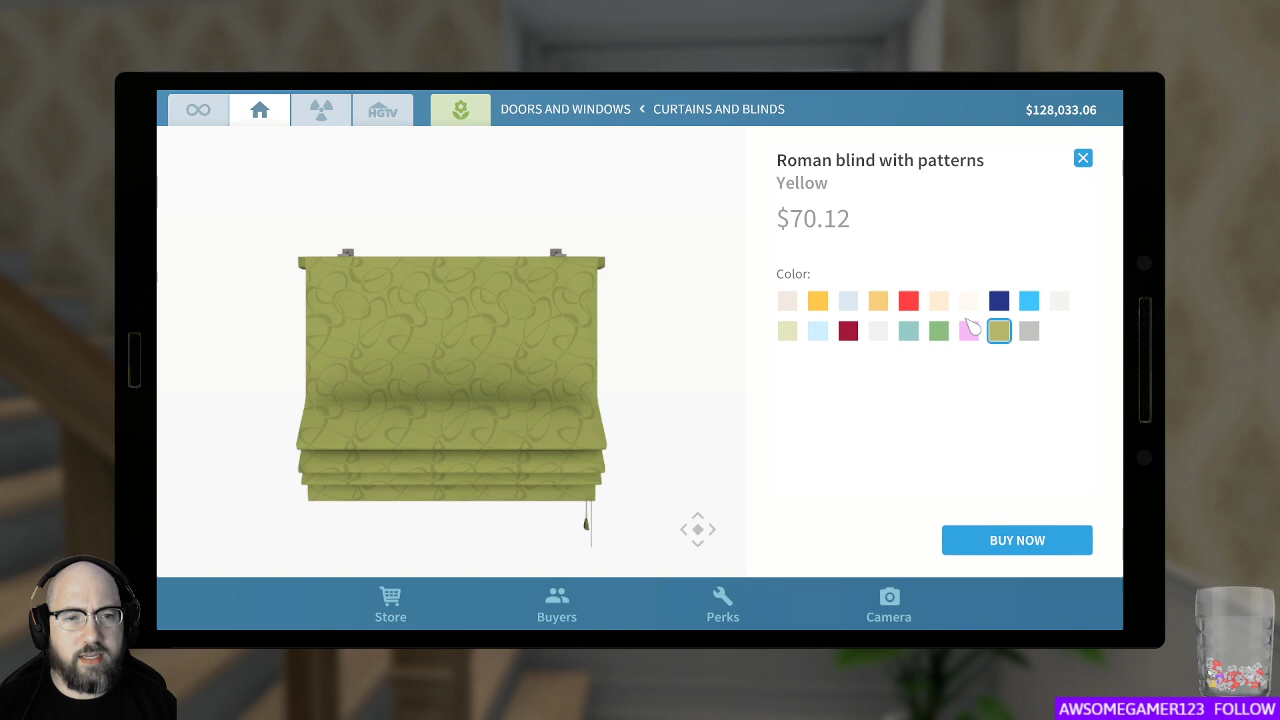 HGTV
DOORS AND WINDOWS < CURTAINS AND BLINDS
$128,033.06
Roman blind with patterns
Yellow
$70.12
Color:
BUY NOW
Store
Buyers
Perks
Camera
AWSOMEGAMER123 FOLLOW